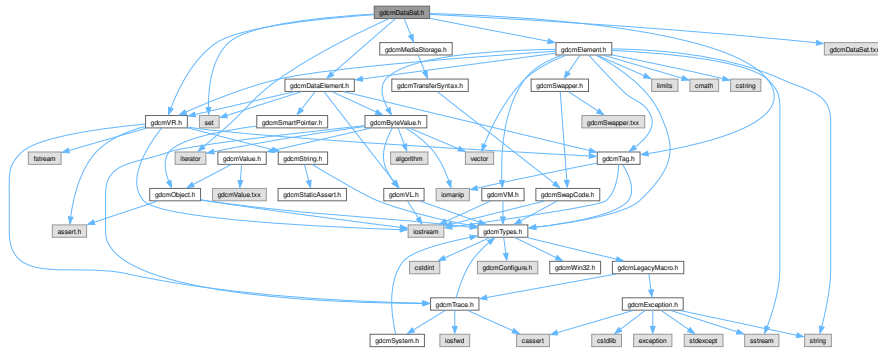 gdcmDataSet.h
gdcmMediaStorage.h
gdcmElement.h
gdcmDataSet.txx
gdcmDataElement.h
gdcmTransferSyntax.h
gdcmSwapper.h
limits
cmath
cstring
gdcmVR.h
set
gdcmSmartPointer.h
gdcmByteValue.h
gdcmSwapper.txx
fstream
iterator
gdcmValue.h
gdcmString.h
algorithm
vector
gdcmTag.h
gdcmObject.h
gdcmValue.txx
gdcmStaticAssert.h
gdcmVL.h
iomanip
gdcmVM.h
gdcmSwapCode.h
assert.h
iostream
gdcmTypes.h
cstdint
gdcmConfigure.h
gdcmWin32.h
gdcmLegacyMacro.h
gdcmTrace.h
gdcmException.h
gdcmSystem.h
iosfwd
cassert
cstdlib
exception
stdexcept
sstream
string